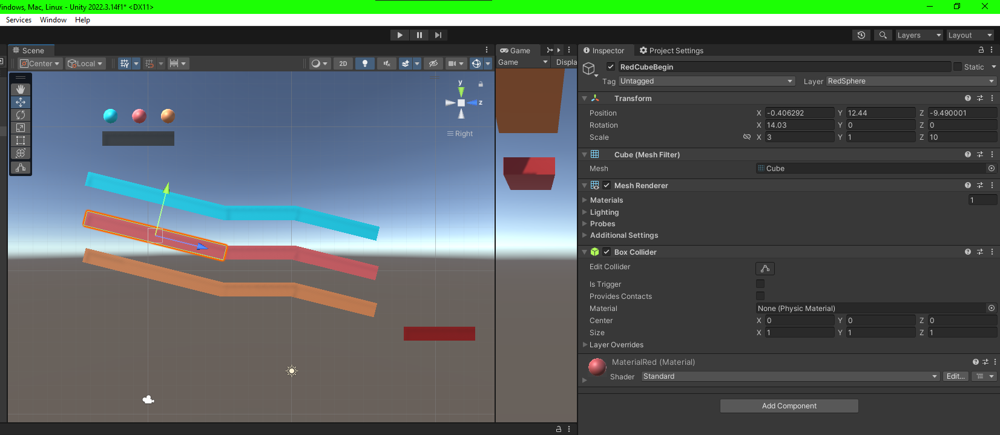 Windows, Mac, Linux - Unity 2022.3.14f1* <DX11>
Services Window Help
Layers Layout
Scene
Center Local
2D
y
z
Right
Game
Game Displa
Inspector Project Settings
RedCubeBegin Static
Tag Untagged Layer RedSphere
Transform
Position X -0.406292 Y 12.44 Z -9.490001
Rotation X 14.03 Y 0 Z 0
Scale X 3 Y 1 Z 10
Cube (Mesh Filter)
Mesh Cube
Mesh Renderer
Materials 1
Lighting
Probes
Additional Settings
Box Collider
Edit Collider
Is Trigger
Provides Contacts
Material None (Physic Material)
Center X 0 Y 0 Z 0
Size X 1 Y 1 Z 1
Layer Overrides
MaterialRed (Material)
Shader Standard Edit...
Add Component